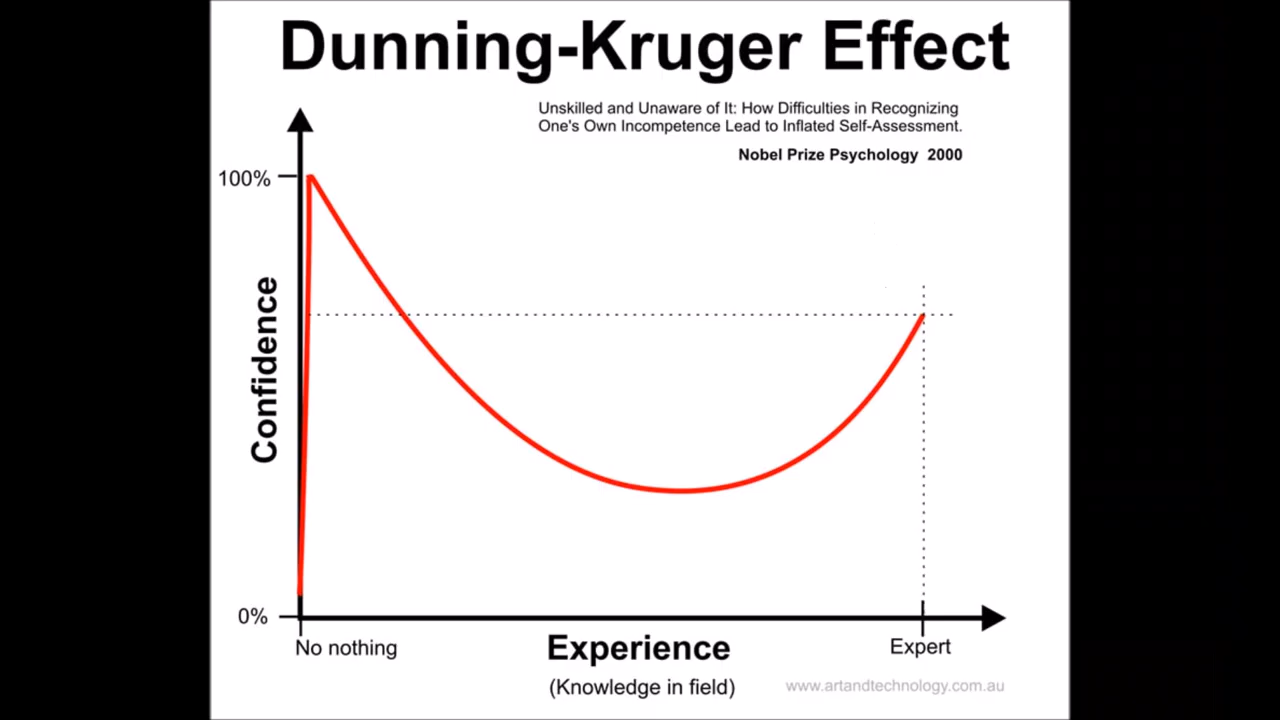 Dunning-Kruger Effect
Unskilled and Unaware of It: How Difficulties in Recognizing
One's Own Incompetence Lead to Inflated Self-Assessment.
Nobel Prize Psychology 2000
100%
Confidence
0%
No nothing
Experience
Expert
(Knowledge in field)
www.artandtechnology.com.au